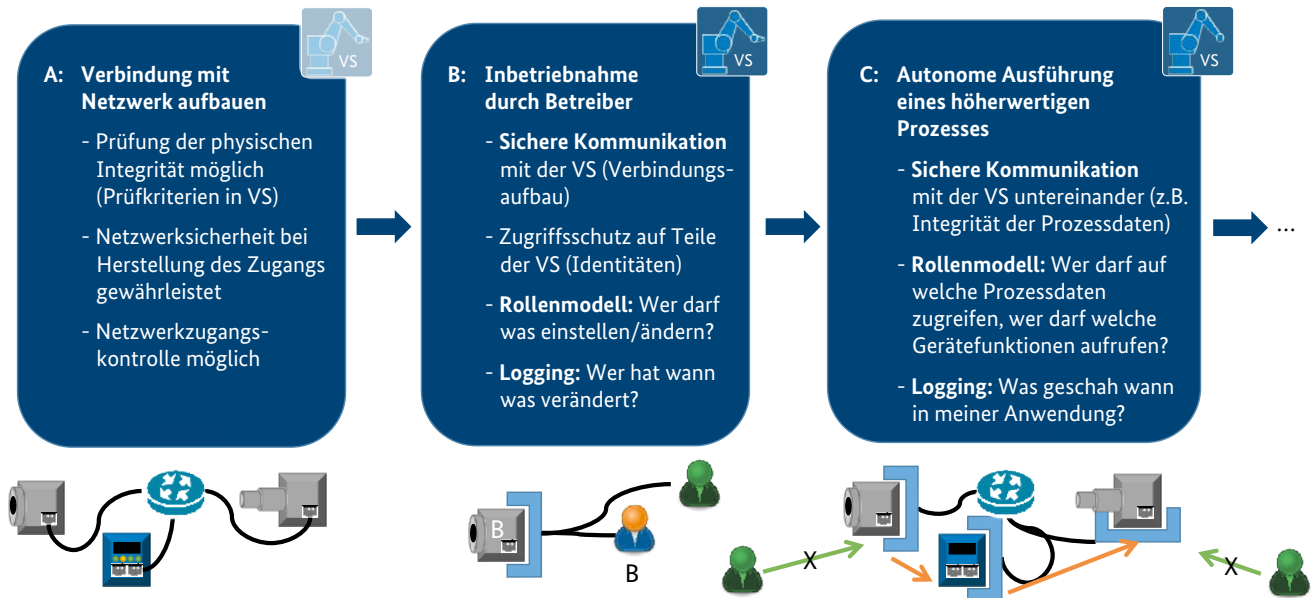 VS
A: Verbindung mit
Netzwerk aufbauen
- Prüfung der physischen
Integrität möglich
(Prüfkriterien in VS)
- Netzwerksicherheit bei
Herstellung des Zugangs
gewährleistet
- Netzwerkzugangs-
kontrolle möglich
VS
B: Inbetriebnahme
durch Betreiber
- Sichere Kommunikation
mit der VS (Verbindungs-
aufbau)
- Zugriffsschutz auf Teile
der VS (Identitäten)
- Rollenmodell: Wer darf
was einstellen/ändern?
- Logging: Wer hat wann
was verändert?
VS
C: Autonome Ausführung
eines höherwertigen
Prozesses
- Sichere Kommunikation
mit der VS untereinander (z.B.
Integrität der Prozessdaten)
- Rollenmodell: Wer darf auf
welche Prozessdaten
zugreifen, wer darf welche
Gerätefunktionen aufrufen?
- Logging: Was geschah wann
in meiner Anwendung?
...
B
B
X
X